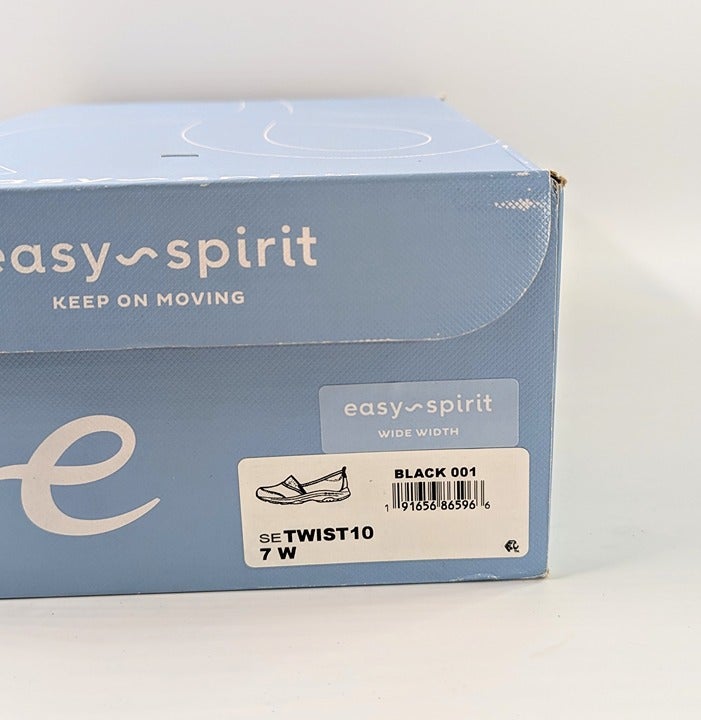 easy~spirit
KEEP ON MOVING
easy~spirit
WIDE WIDTH
BLACK 001
1 91656 86596 6
SE TWIST10
7 W
e